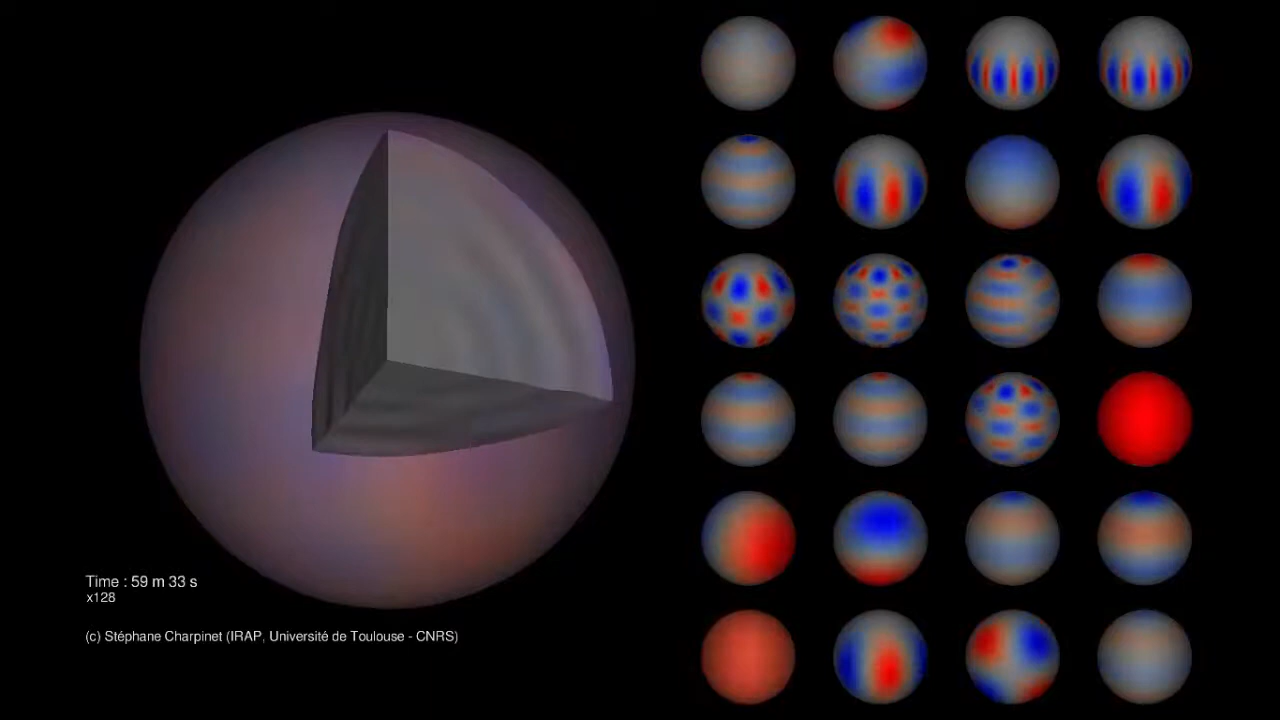 Time : 59 m 33 s
x128
(c) Stéphane Charpinet (IRAP, Université de Toulouse - CNRS)